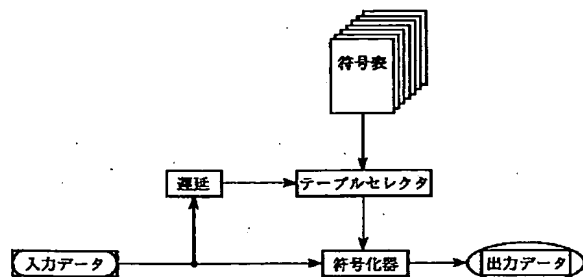 符号表
遅延
テーブルセレクタ
入力データ
符号化器
出力データ